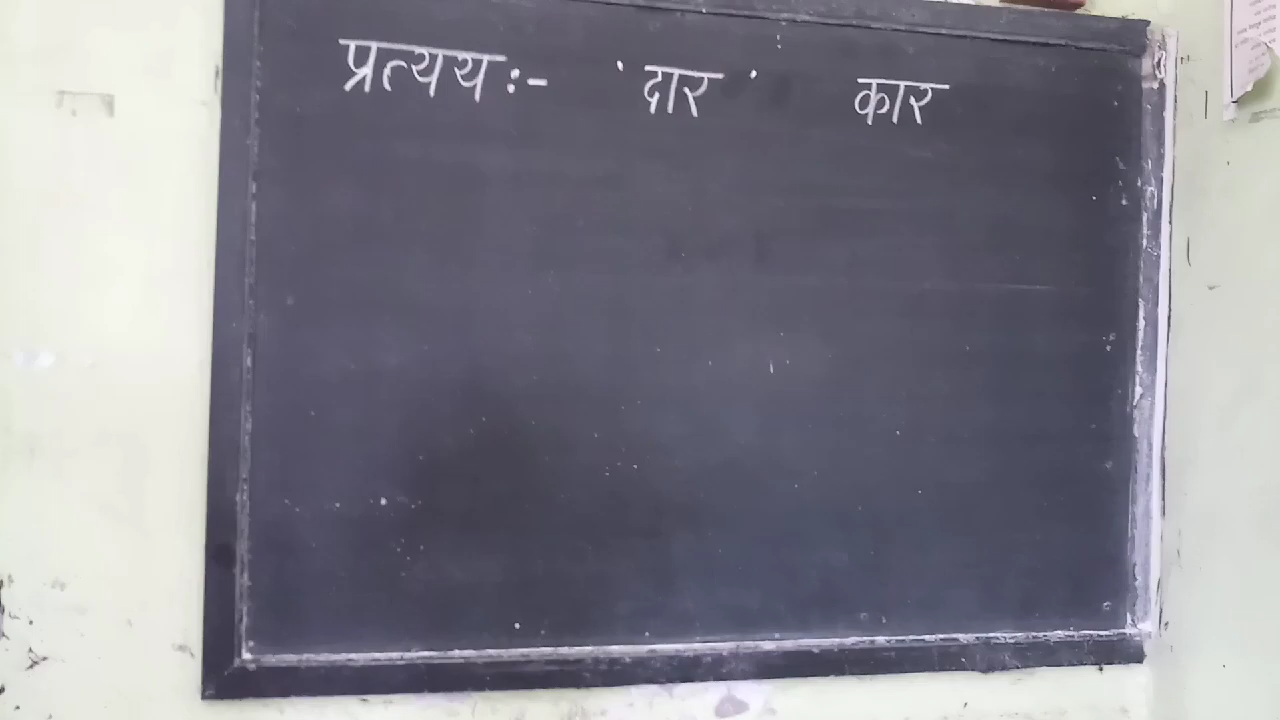 प्रत्यय :- ' दार ' कार